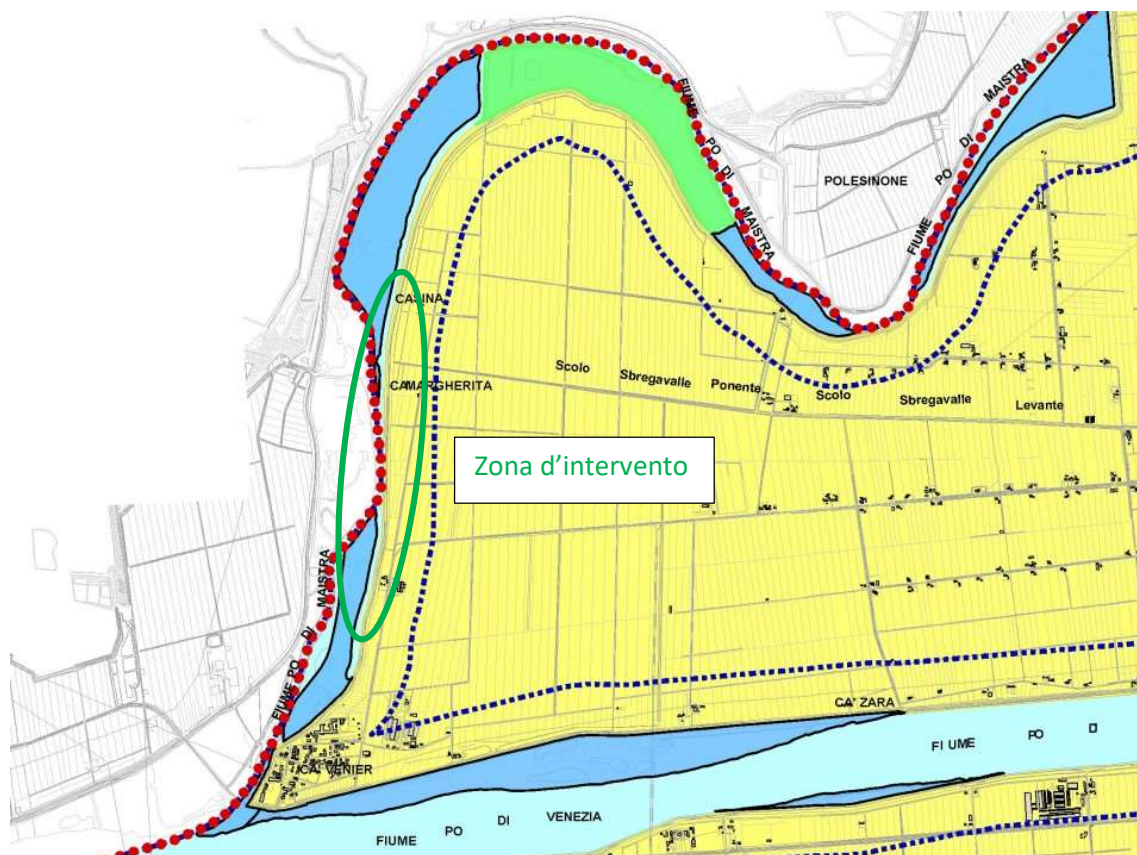 MAISTRA
FIUME PO DI MAISTRA
POLESINONE
FIUME PO DI
CASINA
CA MARGHERITA
Scolo Sbregavalle Ponente Scolo Sbregavalle Levante
Zona d'intervento
FIUME PO DI MAISTRA
CA' ZARA
FIUME PO D
CA' VENIER
FIUME PO DI VENEZIA